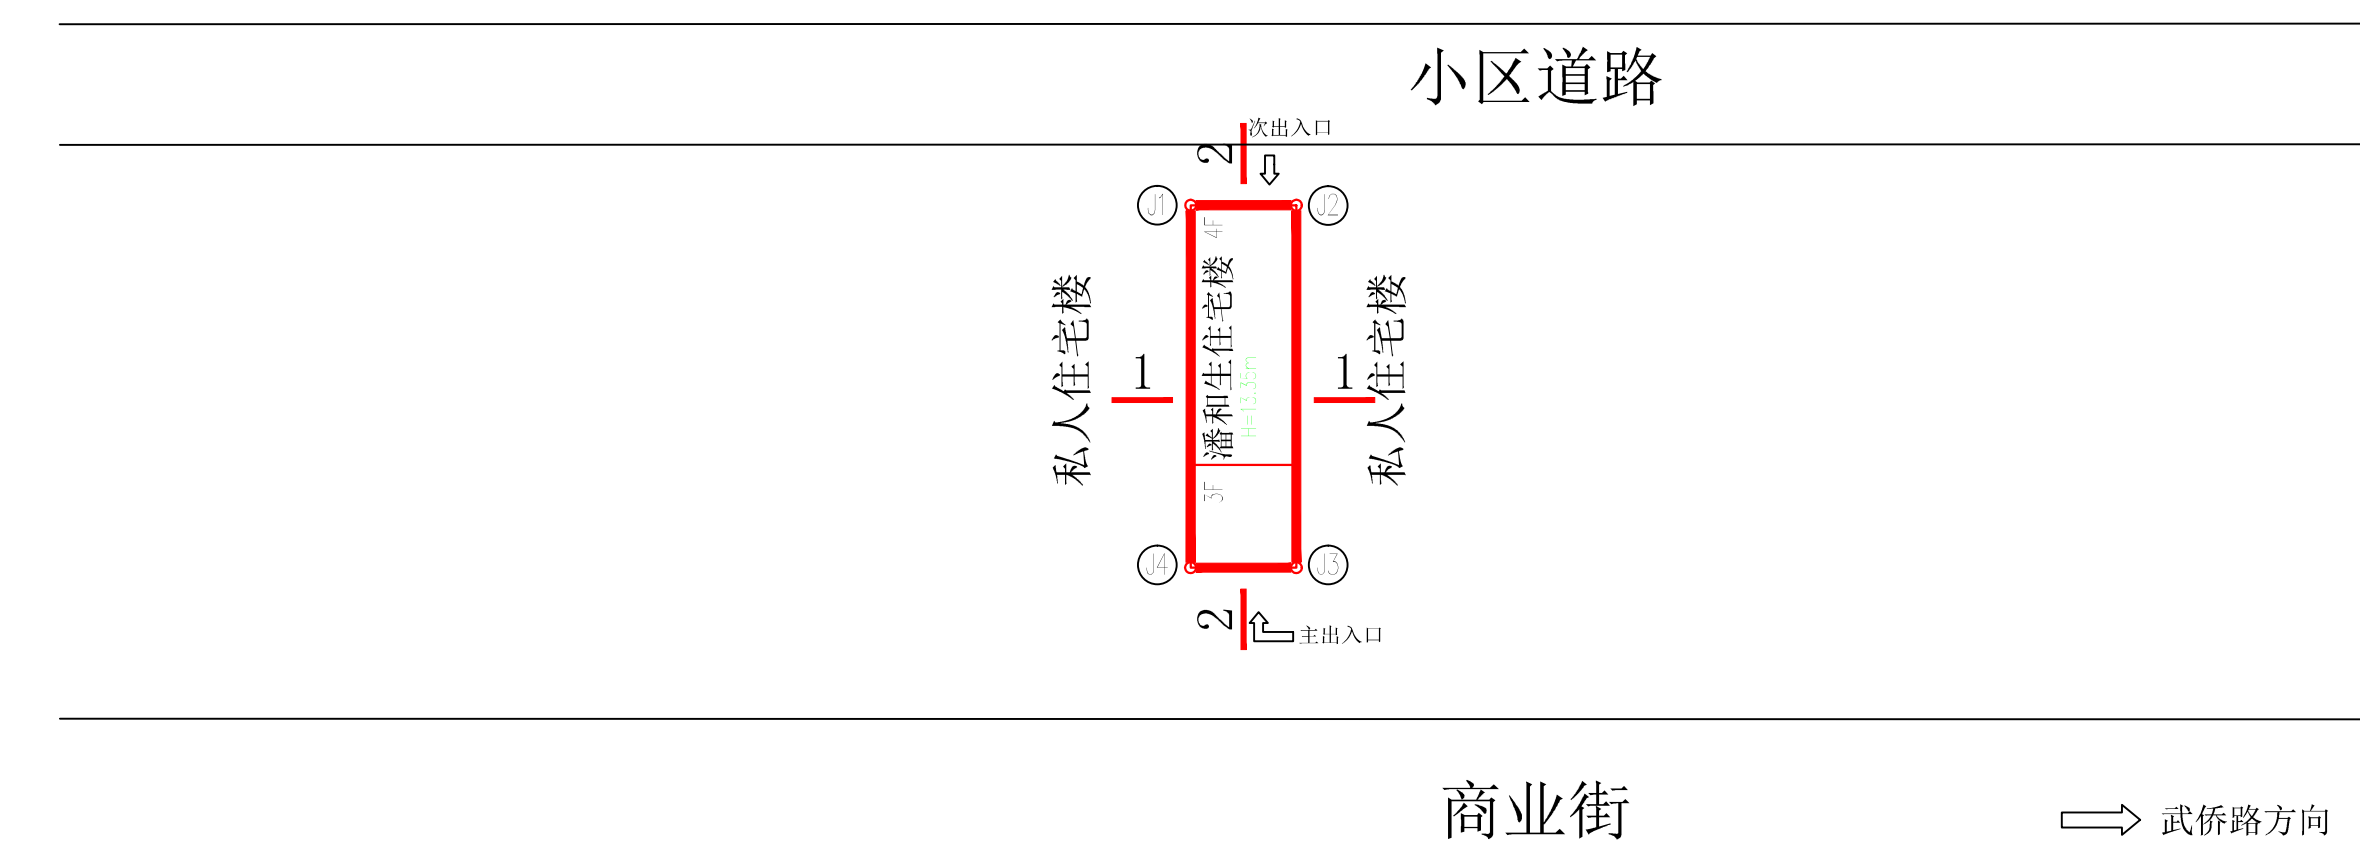 小区道路
次出入口
2
J1
J2
4F
私人住宅楼
潘和生住宅楼
H=13.35m
私人住宅楼
1
1
3F
J4
J3
2
主出入口
商业街
武侨路方向